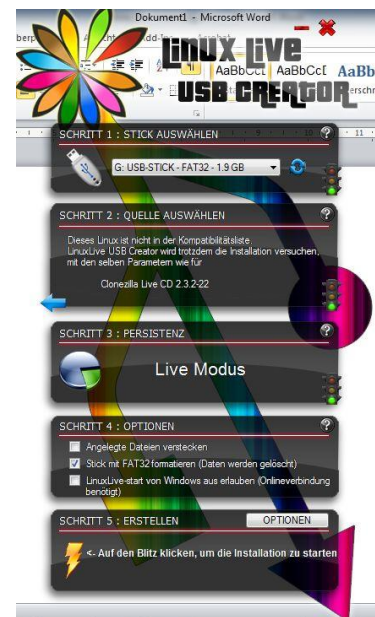 Dokument1 - Microsoft Word
LinuX LiVE
USB CREatoR
AaBbCcI AaBbCcI AaBb
SCHRITT 1 : STICK AUSWÄHLEN
?
11
G: USB-STICK - FAT32 - 1.9 GB
SCHRITT 2 : QUELLE AUSWÄHLEN
?
Dieses Linux ist nicht in der Kompatibilitätsliste.
LinuxLive USB Creator wird trotzdem die Installation versuchen,
mit den selben Parametern wie für
Clonezilla Live CD 2.3.2-22
SCHRITT 3 : PERSISTENZ
?
Live Modus
SCHRITT 4 : OPTIONEN
?
Angelegte Dateien verstecken
Stick mit FAT32 formatieren (Daten werden gelöscht)
LinuxLive-start von Windows aus erlauben (Onlineverbindung
benötigt)
SCHRITT 5 : ERSTELLEN
OPTIONEN
<- Auf den Blitz klicken, um die Installation zu starten